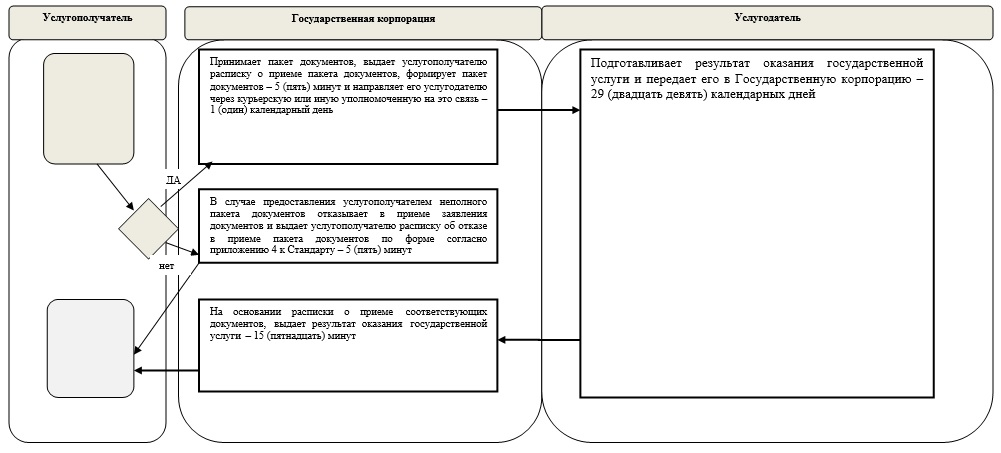 Услугополучатель
Государственная корпорация
Услугодатель
Принимает пакет документов, выдает услугополучателю
расписку о приеме пакета документов, формирует пакет
документов – 5 (пять) минут и направляет его услугодателю
через курьерскую или иную уполномоченную на это связь –
1 (один) календарный день
Подготавливает результат оказания государственной
услуги и передает его в Государственную корпорацию –
29 (двадцать девять) календарных дней
ДА
В случае предоставления услугополучателем неполного
пакета документов отказывает в приеме заявления
документов и выдает услугополучателю расписку об отказе
в приеме пакета документов по форме согласно
приложению 4 к Стандарту – 5 (пять) минут
нет
На основании расписки о приеме соответствующих
документов, выдает результат оказания государственной
услуги – 15 (пятнадцать) минут